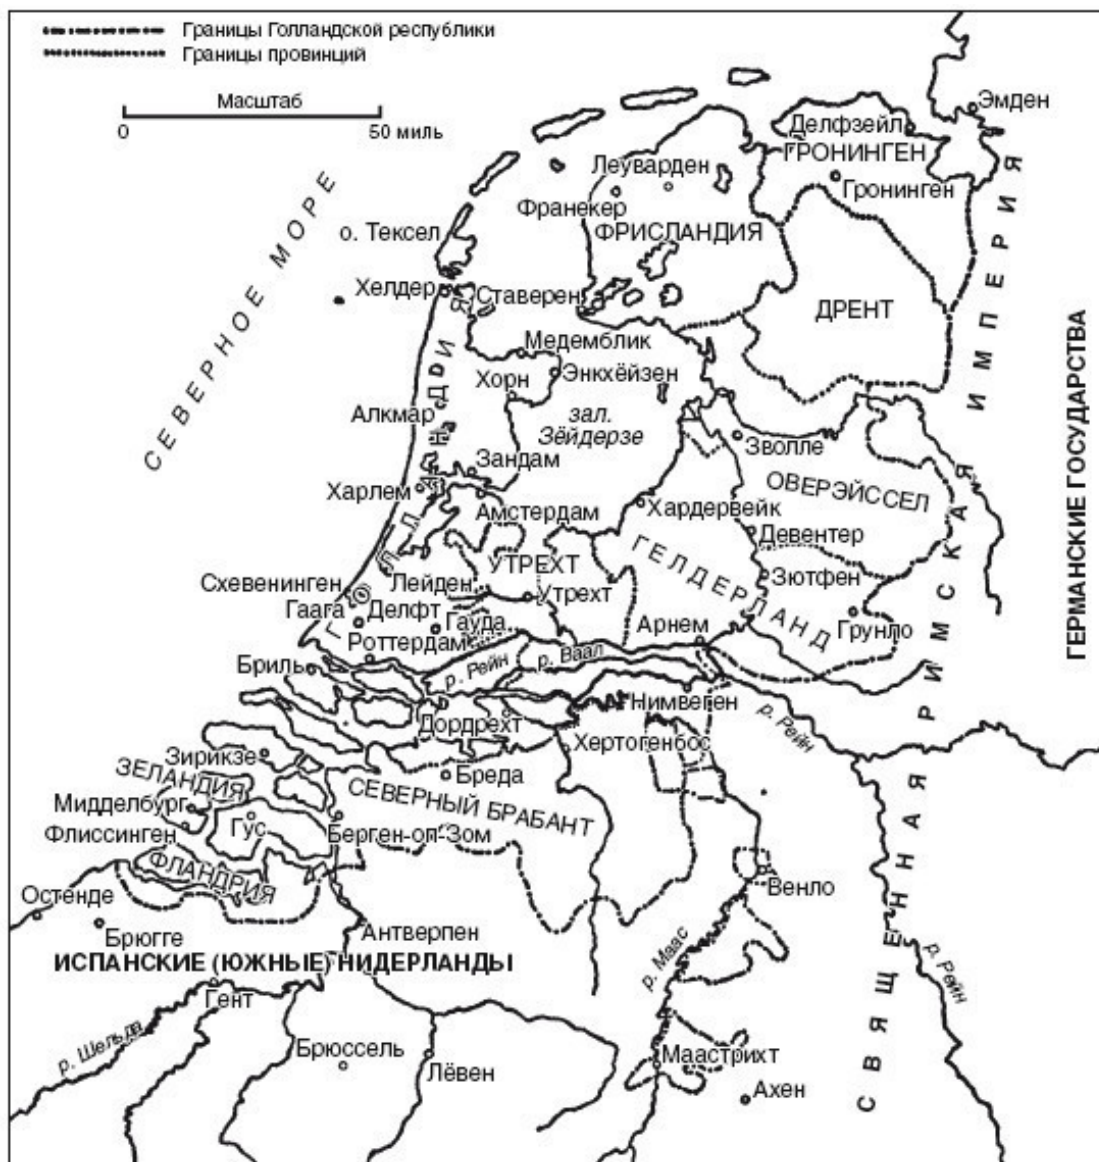 Границы Голландской республики
Границы провинций
Масштаб
0
50 миль
Эмден
Делфзейл
ГРОНИНГЕН
Гронинген
Леуварден
Франекер
ФРИСЛАНДИЯ
о. Тексел
СЕВЕРНОЕ МОРЕ
Хелдер
Ставерен
ДРЕНТ
Медемблик
Энкхёйзен
Хорн
Алкмар
зал.
Зёйдерзе
Зволле
Зандам
ОВЕРЭЙССЕЛ
Харлем
Амстердам
Хардервейк
Девентер
ГОЛЛАНДИЯ
УТРЕХТ
ГЕЛДЕРЛАНД
Схевенинген
Лейден
Зютфен
Утрехт
Гаага
Делфт
Гауда
Арнем
Грунло
Роттердам
р. Рейн
р. Ваал
Бриль
Нимвеген
Дордрехт
р. Рейн
Хертогенбос
Зирикзе
ЗЕЛАНДИЯ
Бреда
СЕВЕРНЫЙ БРАБАНТ
Мидделбург
Гус
Берген-оп-Зом
Флиссинген
ФЛАНДРИЯ
Венло
Остенде
Брюгге
Антверпен
ИСПАНСКИЕ (ЮЖНЫЕ) НИДЕРЛАНДЫ
р. Маас
р. Рейн
Гент
р. Шельда
Брюссель
Лёвен
Маастрихт
Ахен
СВЯЩЕННАЯ РИМСКАЯ ИМПЕРИЯ
ГЕРМАНСКИЕ ГОСУДАРСТВА